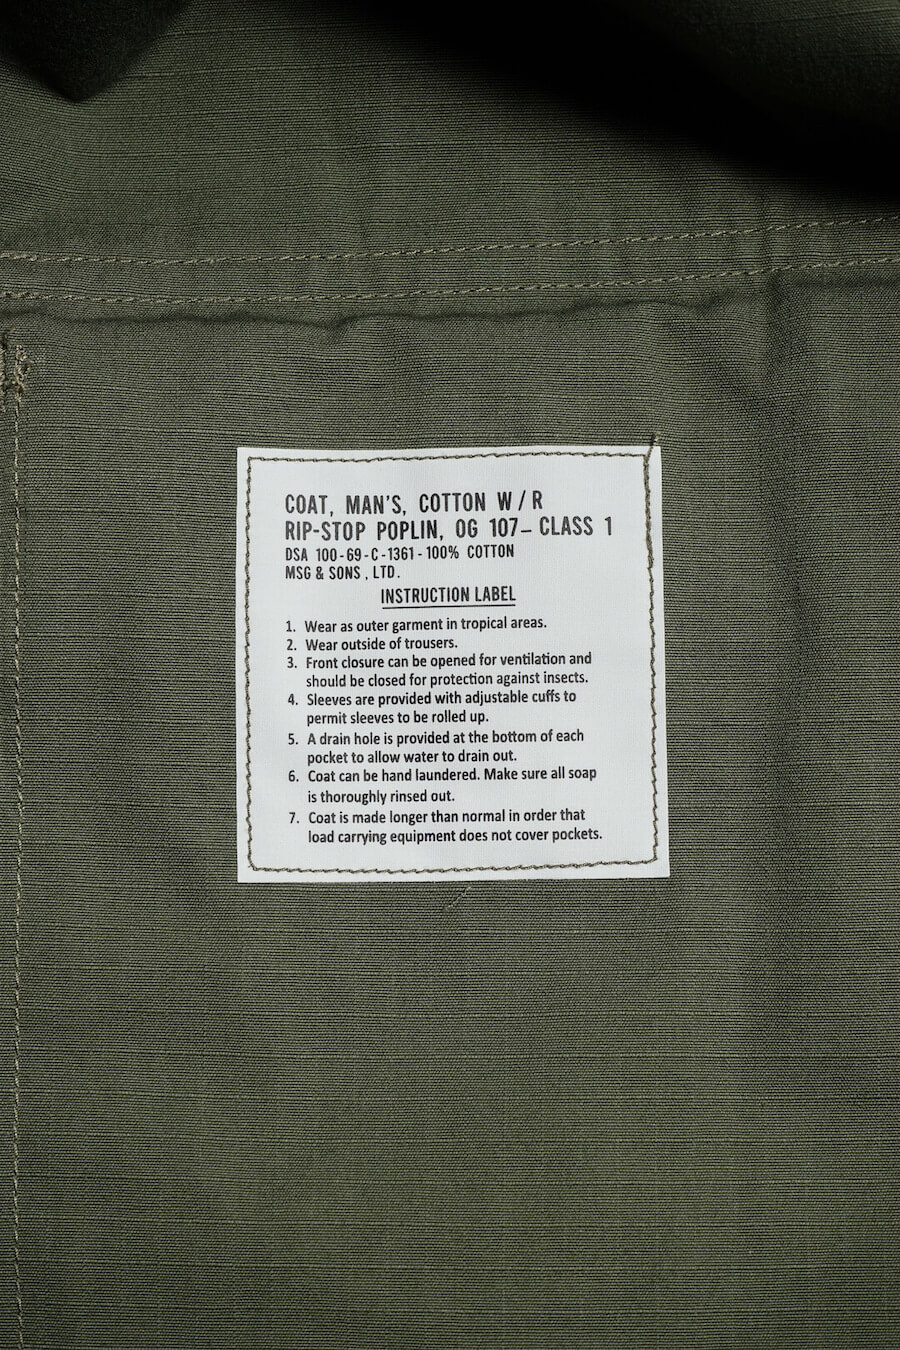 COAT, MAN'S, COTTON W/R
RIP-STOP POPLIN, OG 107– CLASS 1
DSA 100-69-C-1361-100% COTTON
MSG & SONS, LTD.
INSTRUCTION LABEL
1. Wear as outer garment in tropical areas.
2. Wear outside of trousers.
3. Front closure can be opened for ventilation and
should be closed for protection against insects.
4. Sleeves are provided with adjustable cuffs to
permit sleeves to be rolled up.
5. A drain hole is provided at the bottom of each
pocket to allow water to drain out.
6. Coat can be hand laundered. Make sure all soap
is thoroughly rinsed out.
7. Coat is made longer than normal in order that
load carrying equipment does not cover pockets.